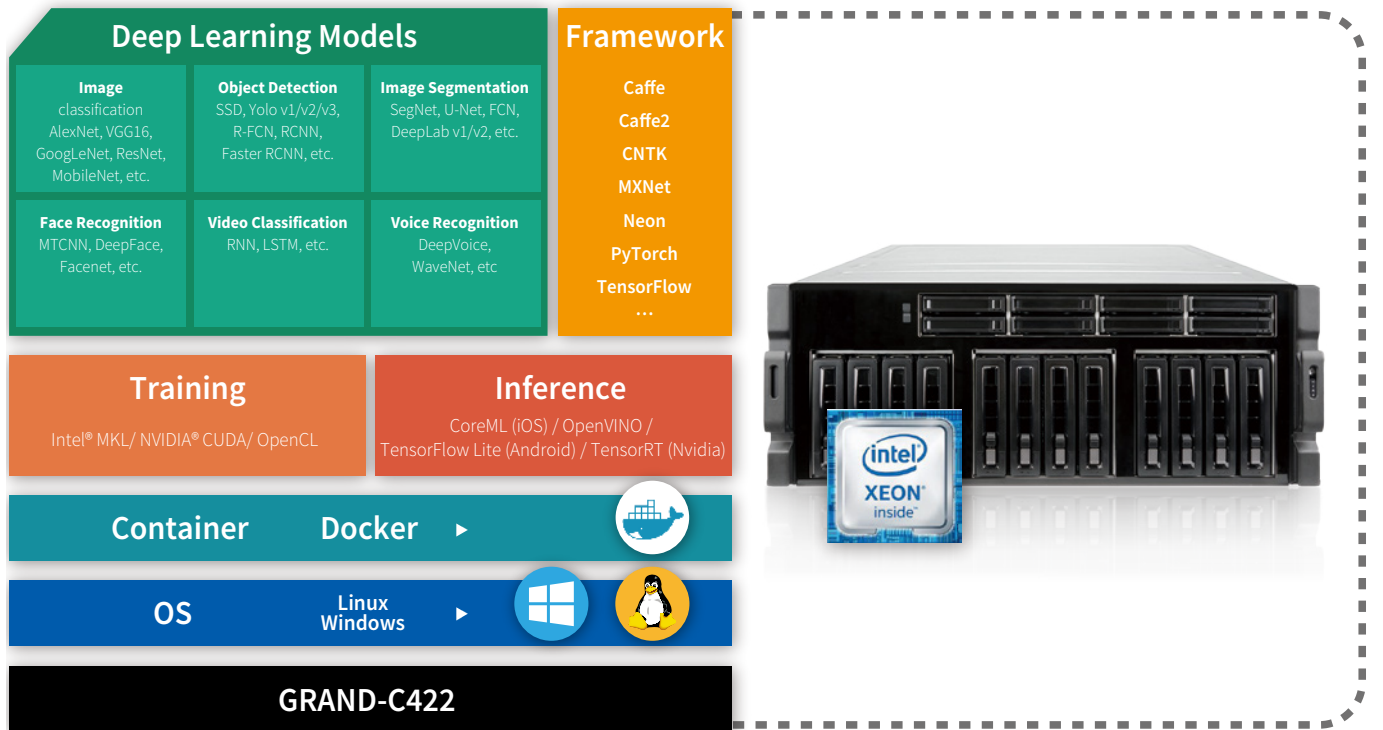 Deep Learning Models
Image
classification
AlexNet, VGG16,
GoogLeNet, ResNet,
MobileNet, etc.
Object Detection
SSD, Yolo v1/v2/v3,
R-FCN, RCNN,
Faster RCNN, etc.
Image Segmentation
SegNet, U-Net, FCN,
DeepLab v1/v2, etc.
Face Recognition
MTCNN, DeepFace,
Facenet, etc.
Video Classification
RNN, LSTM, etc.
Voice Recognition
DeepVoice,
WaveNet, etc
Framework
Caffe
Caffe2
CNTK
MXNet
Neon
PyTorch
TensorFlow
...
Training
Intel® MKL/ NVIDIA® CUDA/ OpenCL
Inference
CoreML (iOS) / OpenVINO /
TensorFlow Lite (Android) / TensorRT (Nvidia)
Container Docker
OS
Linux
Windows
GRAND-C422
intel
XEON®
inside™